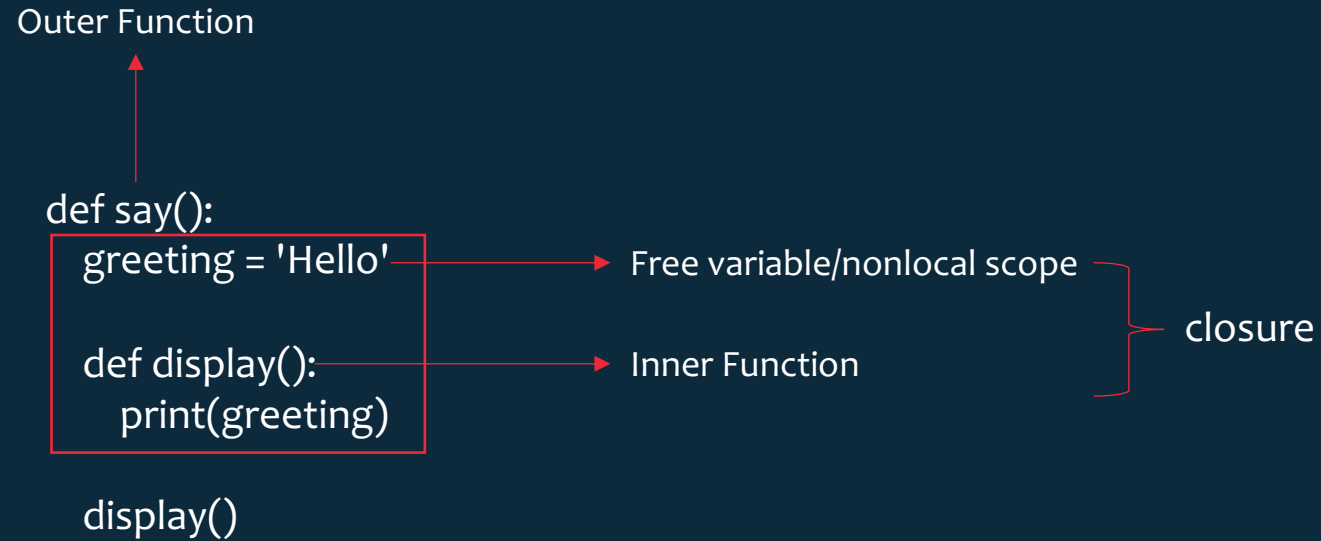 Outer Function
def say():
greeting = 'Hello'
Free variable/nonlocal scope
closure
def display():
Inner Function
print(greeting)
display()